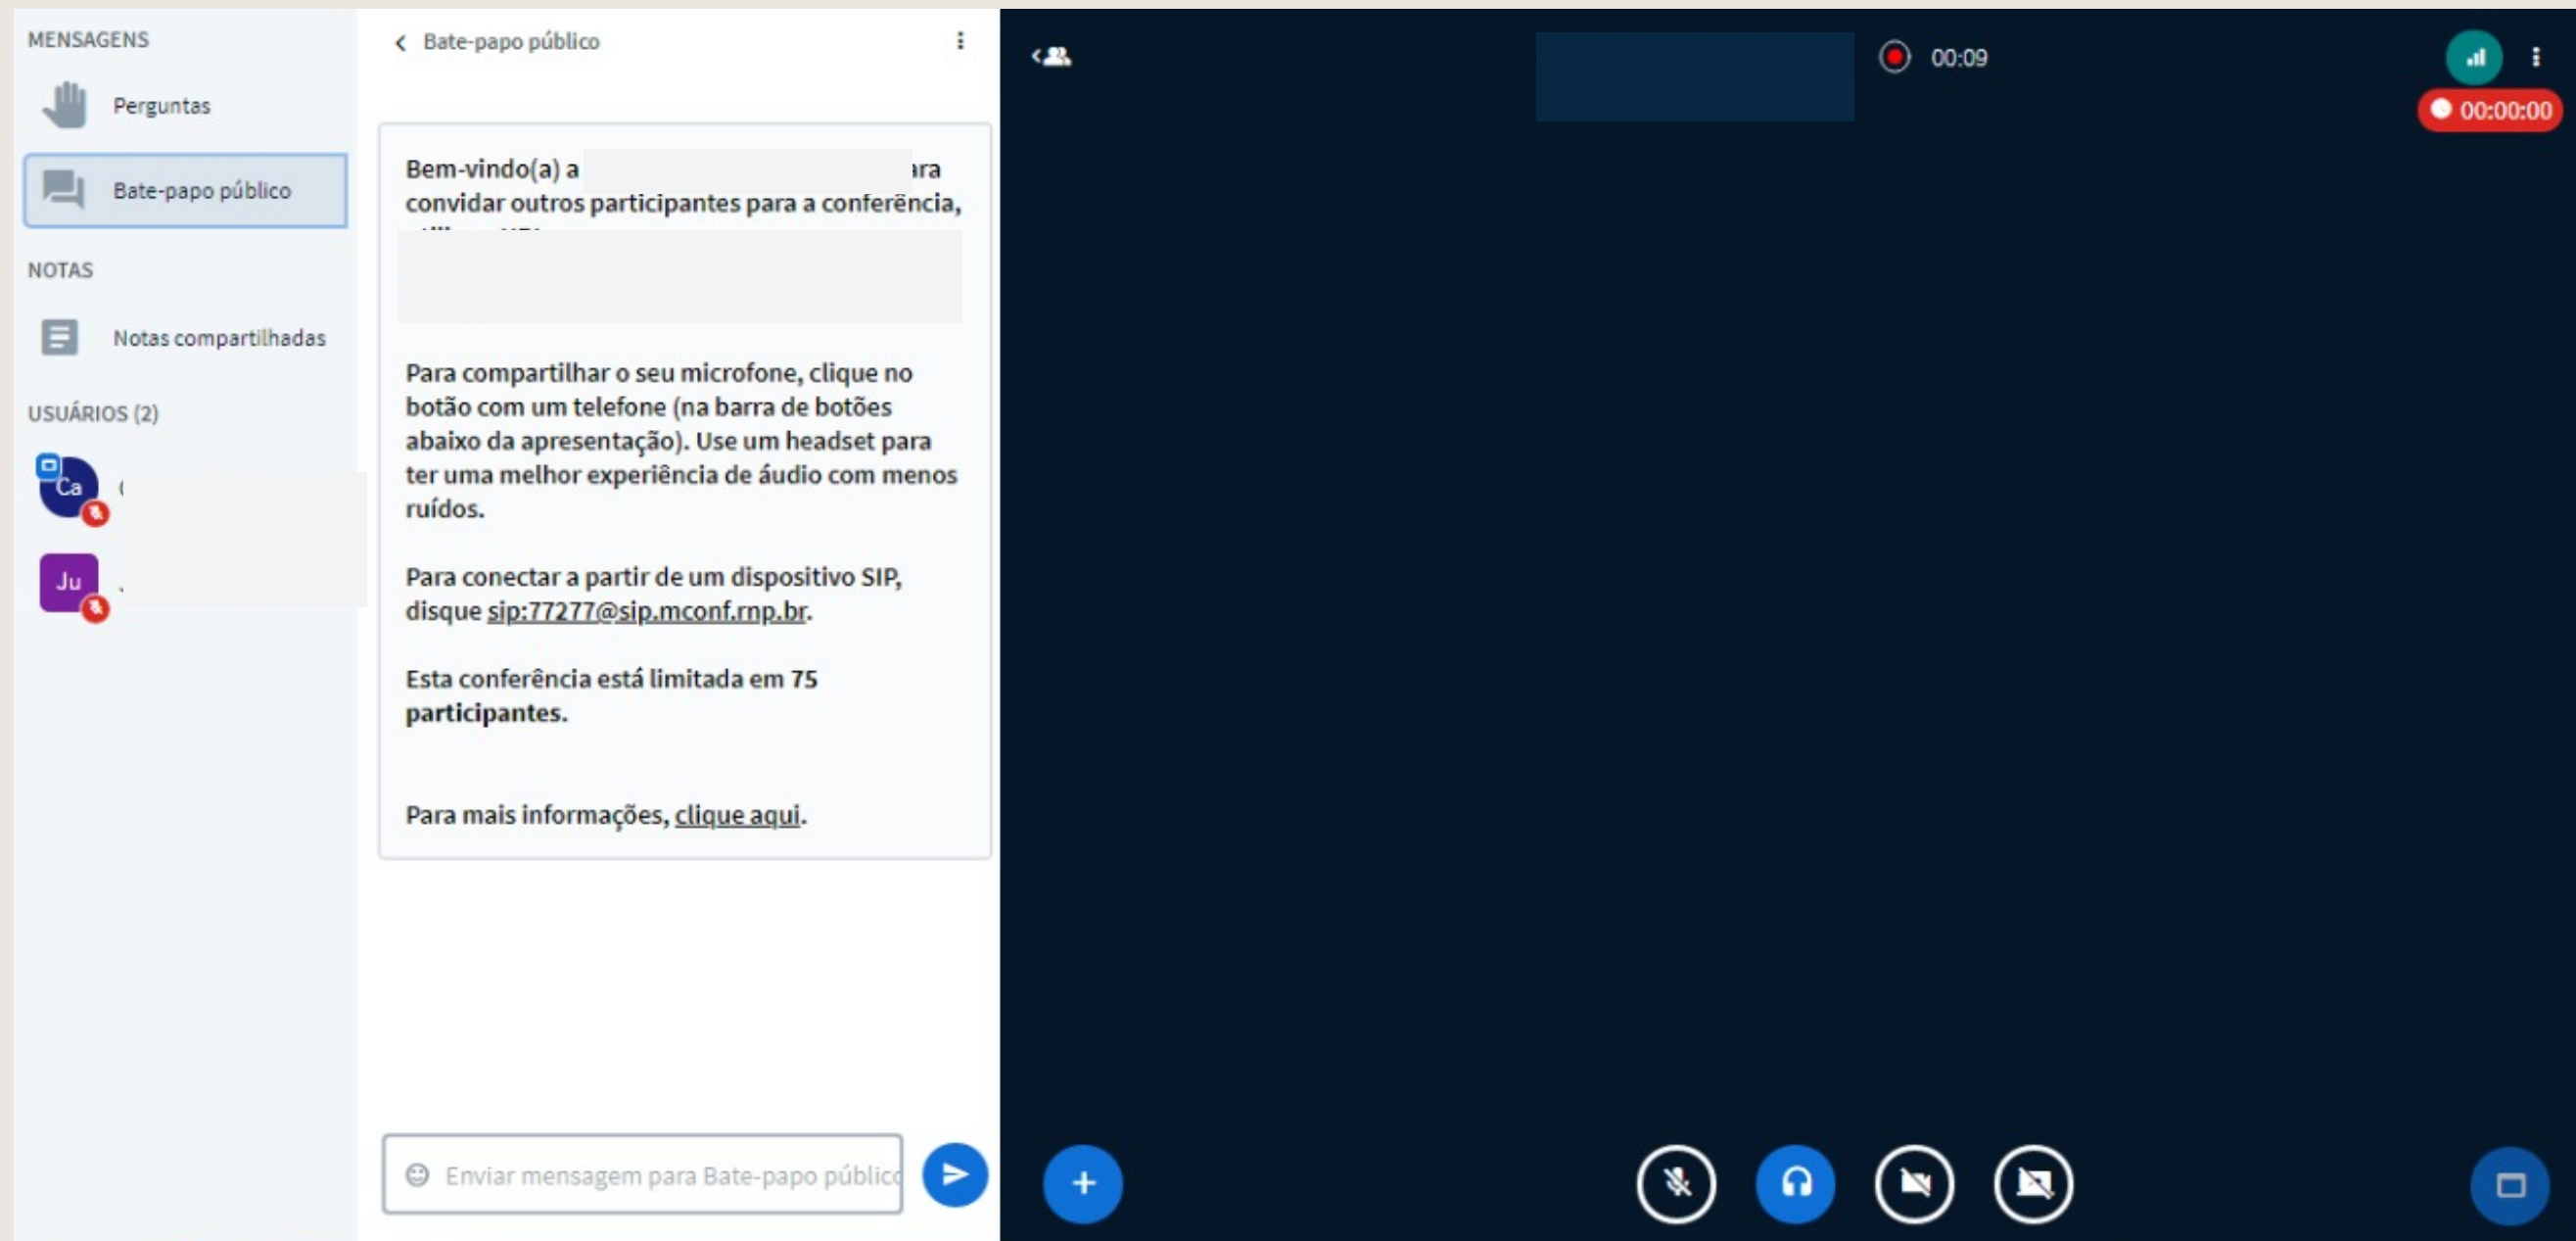 MENSAGENS
Perguntas
Bate-papo público
NOTAS
Notas compartilhadas
USUÁRIOS (2)
Ca
Ju
Bate-papo público
Bem-vindo(a) a
convidar outros participantes para a conferência,
Para compartilhar o seu microfone, clique no
botão com um telefone (na barra de botões
abaixo da apresentação). Use um headset para
ter uma melhor experiência de áudio com menos
ruídos.
Para conectar a partir de um dispositivo SIP,
disque sip:77277@sip.mconf.rnp.br.
Esta conferência está limitada em 75
participantes.
Para mais informações, clique aqui.
Enviar mensagem para Bate-papo público
00:09
00:00:00